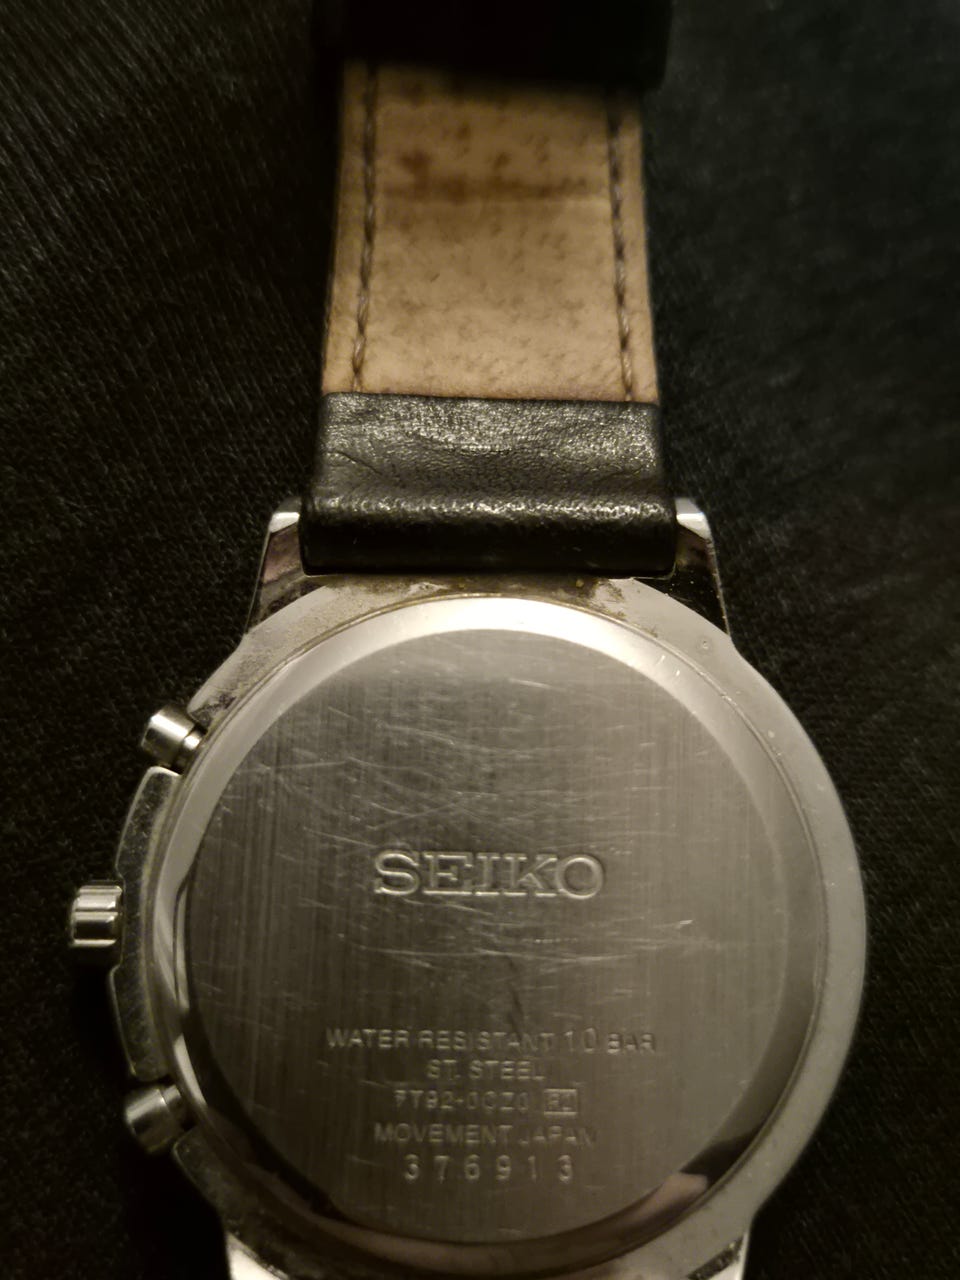 SEIKO
WATER RESISTANT 10 BAR
ST. STEEL
7T92-0CZ0
MOVEMENT JAPAN
376913